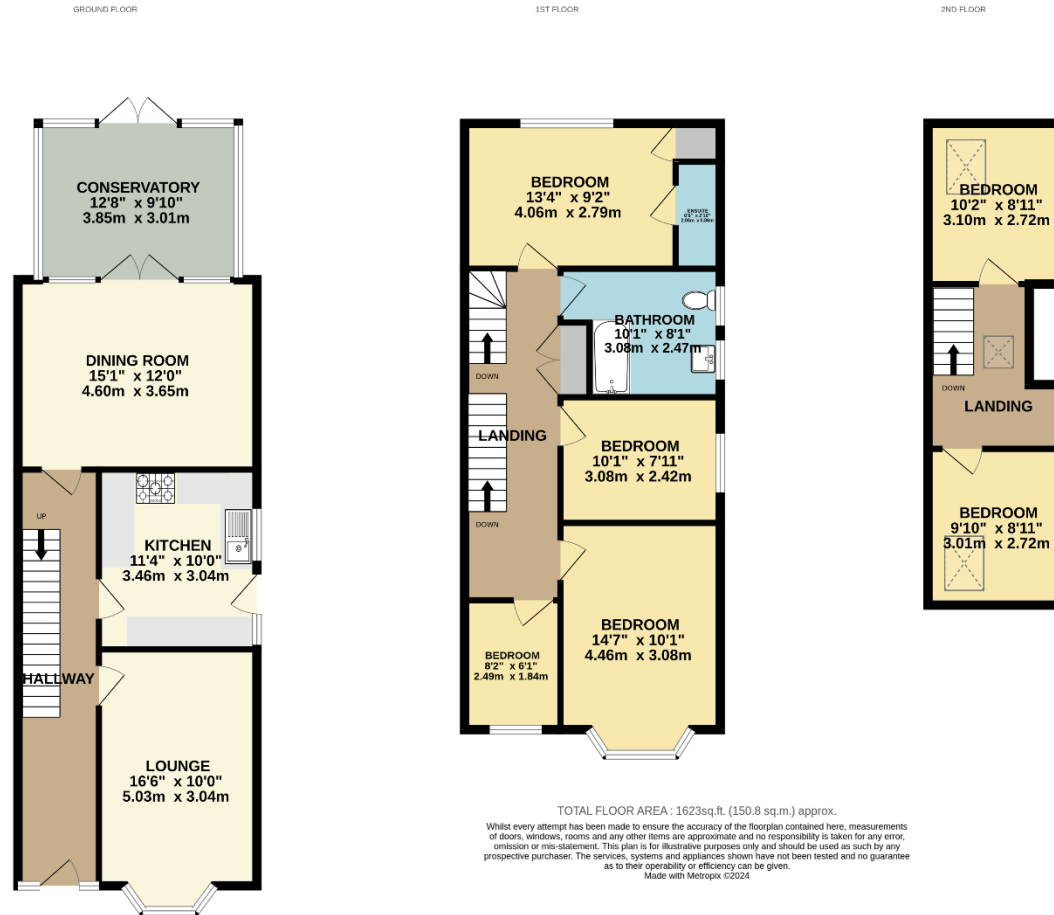 GROUND FLOOR
CONSERVATORY
12'8" x 9'10"
3.85m x 3.01m
DINING ROOM
15'1" x 12'0"
4.60m x 3.65m
UP
KITCHEN
11'4" x 10'0"
3.46m x 3.04m
HALLWAY
LOUNGE
16'6" x 10'0"
5.03m x 3.04m
1ST FLOOR
BEDROOM
13'4" x 9'2"
4.06m x 2.79m
ENSUITE
BATHROOM
10'1" x 8'1"
3.08m x 2.47m
DOWN
LANDING
BEDROOM
10'1" x 7'11"
3.08m x 2.42m
DOWN
BEDROOM
14'7" x 10'1"
4.46m x 3.08m
BEDROOM
8'2" x 6'1"
2.49m x 1.84m
2ND FLOOR
BEDROOM
10'2" x 8'11"
3.10m x 2.72m
DOWN
LANDING
BEDROOM
9'10" x 8'11"
3.01m x 2.72m
TOTAL FLOOR AREA : 1623sq.ft. (150.8 sq.m.) approx.
Whilst every attempt has been made to ensure the accuracy of the floorplan contained here, measurements
of doors, windows, rooms and any other items are approximate and no responsibility is taken for any error,
omission or mis-statement. This plan is for illustrative purposes only and should be used as such by any
prospective purchaser. The services, systems and appliances shown have not been tested and no guarantee
as to their operability or efficiency can be given.
Made with Metropix ©2024